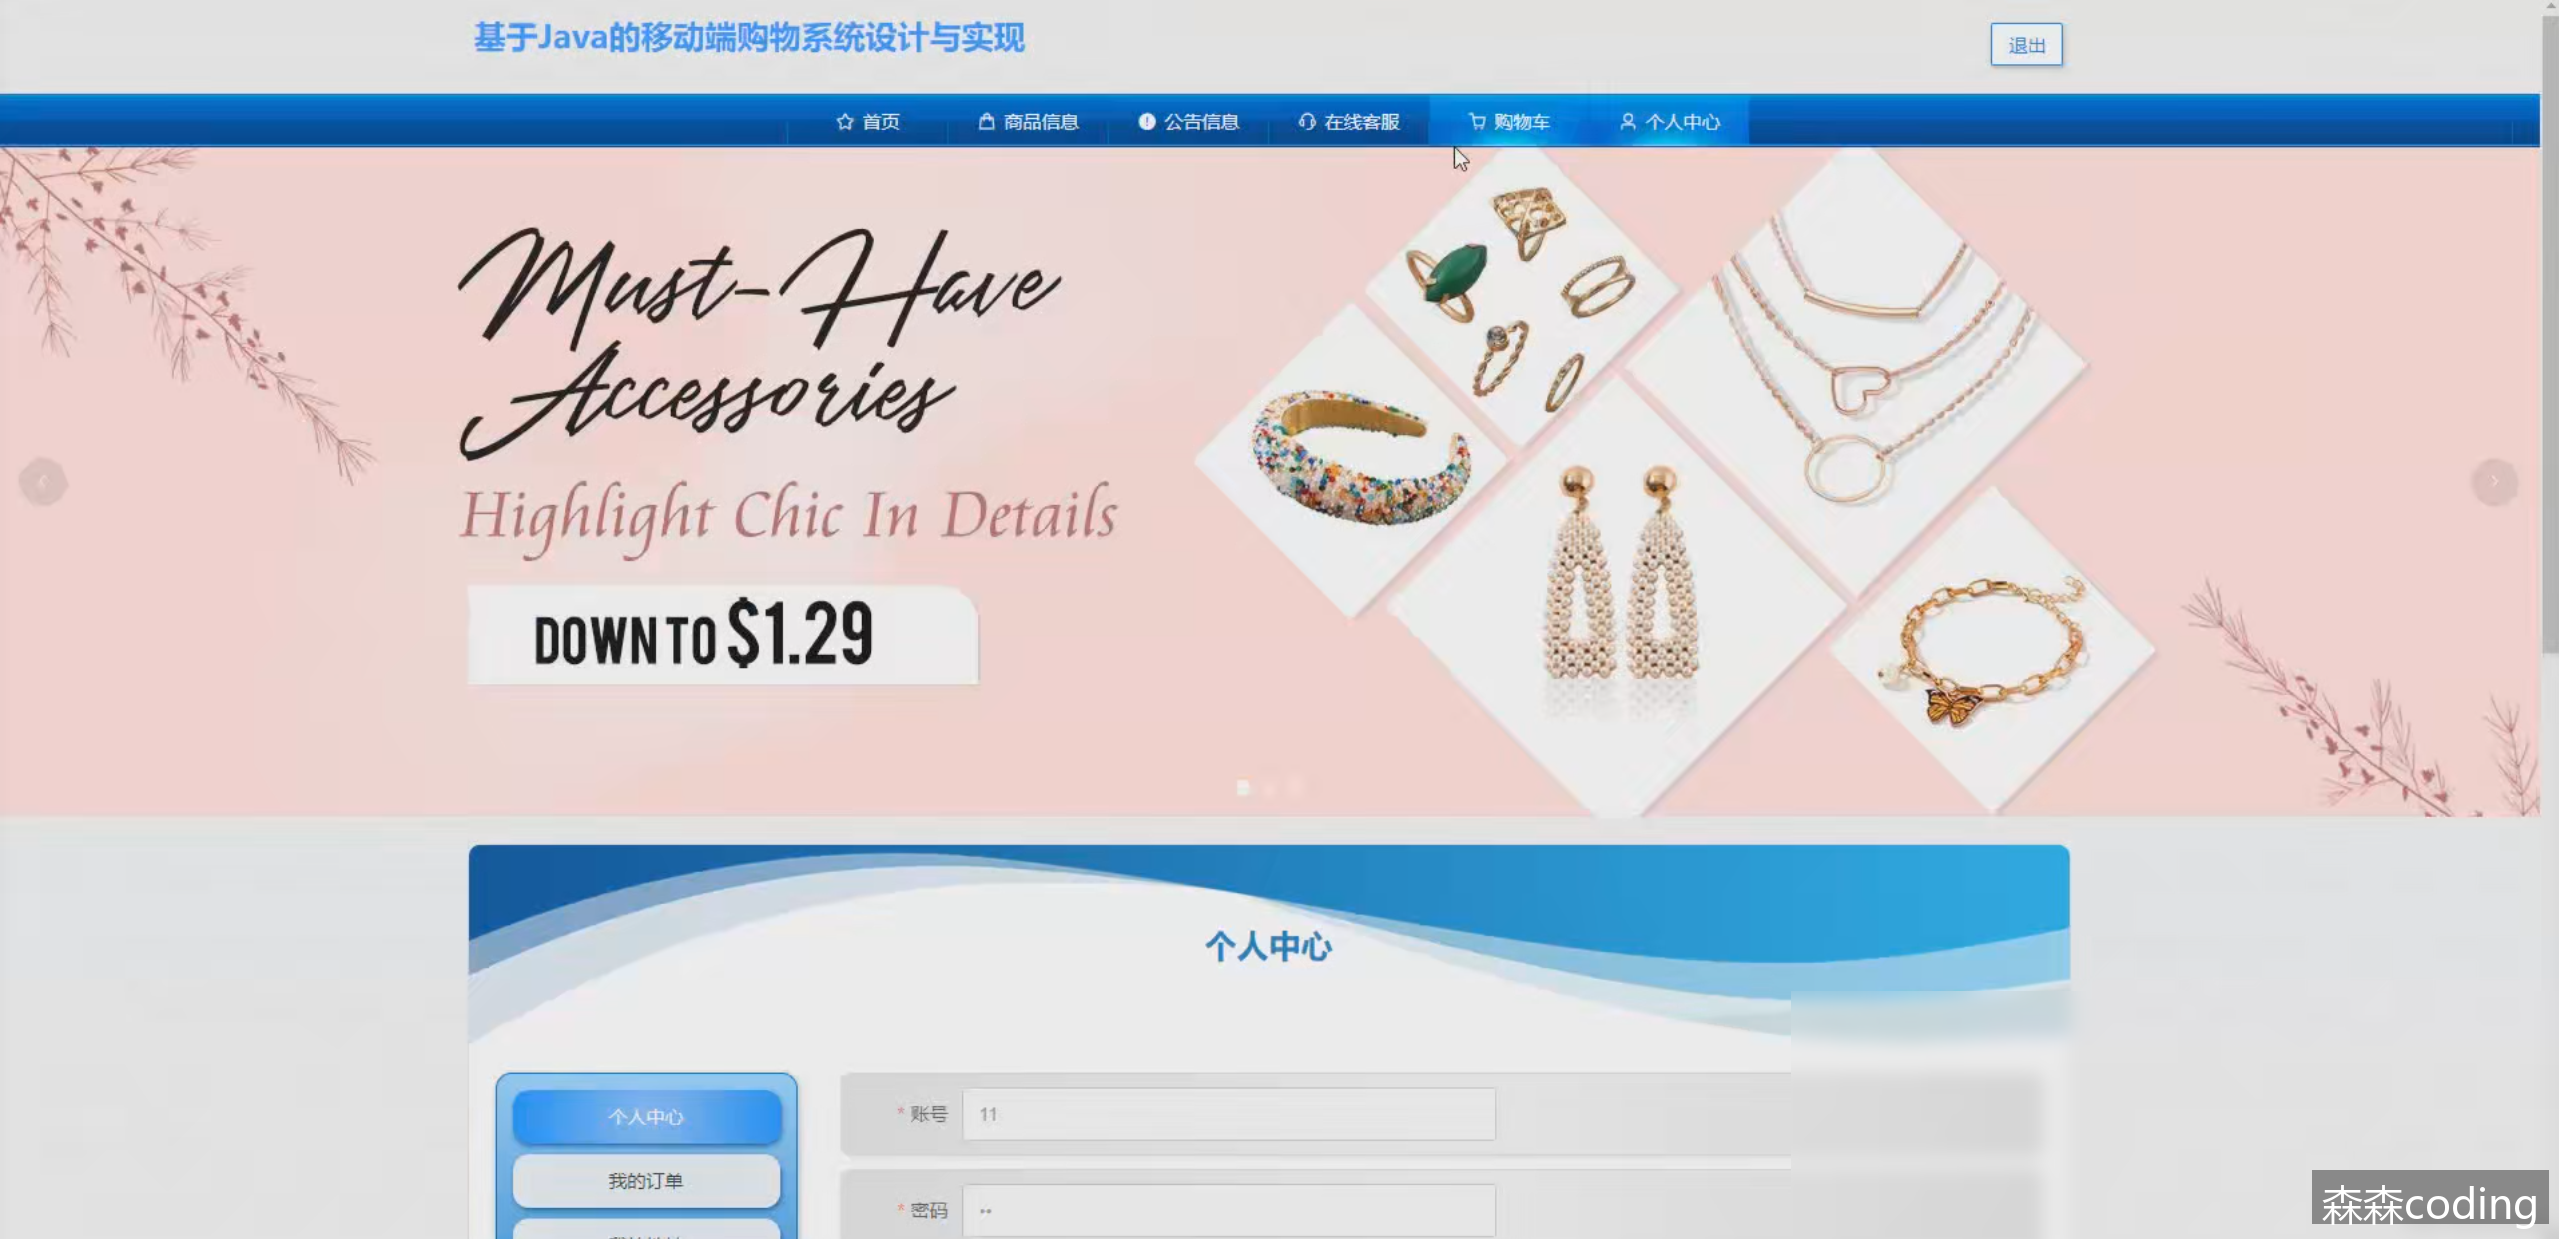 基于Java的移动端购物系统设计与实现
退出
首页 商品信息 公告信息 在线客服 购物车 个人中心
Must-Have
Accessories
Highlight Chic In Details
DOWN TO $1.29
个人中心
个人中心
* 账号 11
我的订单
* 密码 ••
森森coding